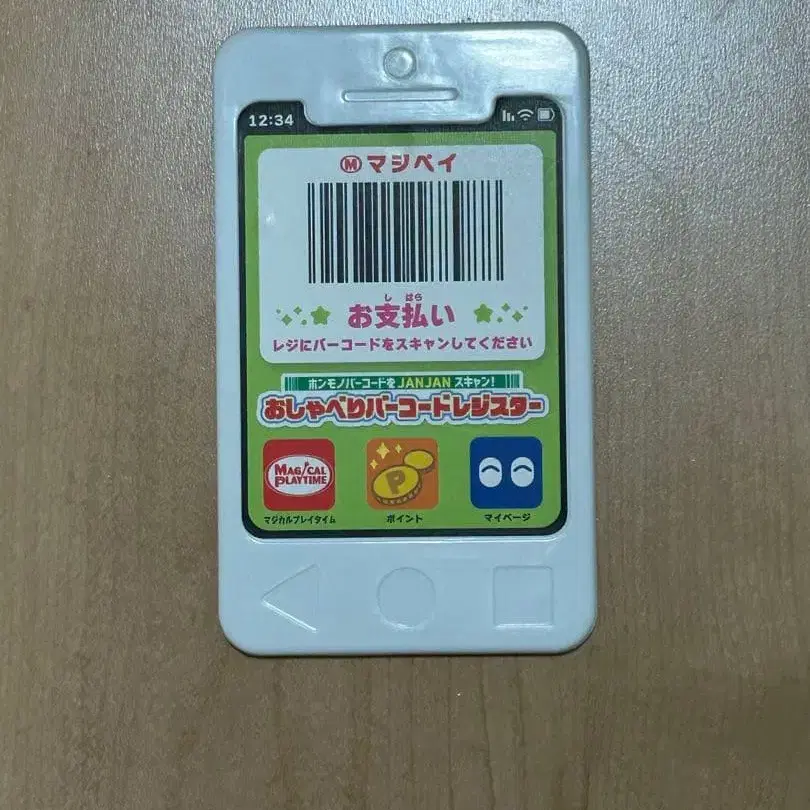 12:34
M マジペイ
し はら
お支払い
レジにバーコードをスキャンしてください
ホンモノバーコードをJANJANスキャン!
おしゃべりバーコードレジスター
MAGICAL
PLAYTIME
P
マジカルプレイタイム
ポイント
マイページ